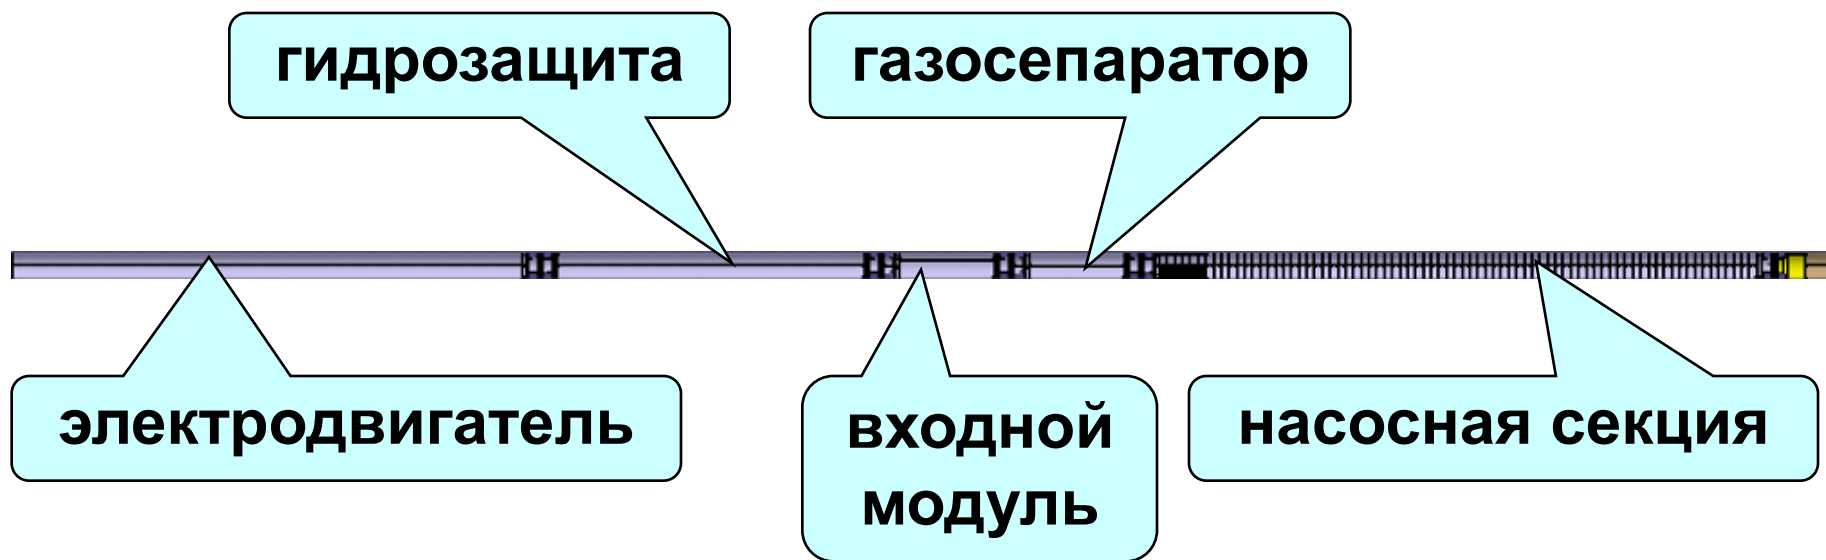 гидрозащита
газосепаратор
электродвигатель
входной
модуль
насосная секция